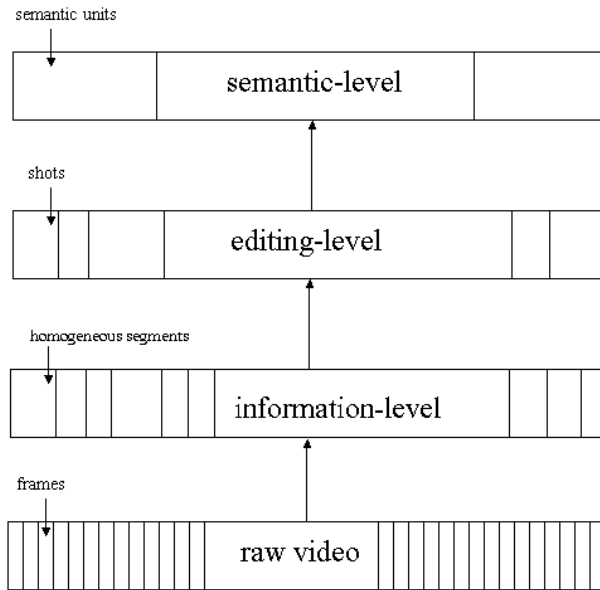 semantic units
semantic-level
shots
editing-level
homogeneous segments
information-level
frames
raw video